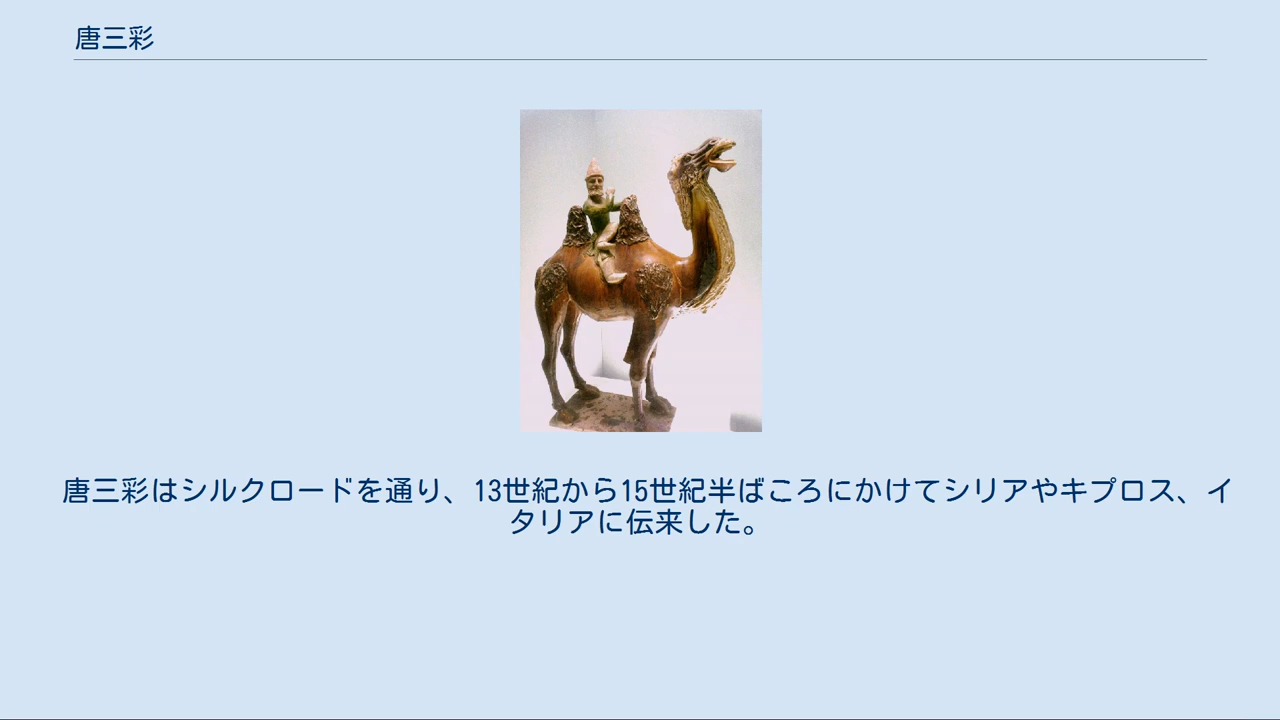 唐三彩
唐三彩はシルクロードを通り、13世紀から15世紀半ばころにかけてシリアやキプロス、イ
タリアに伝来した。